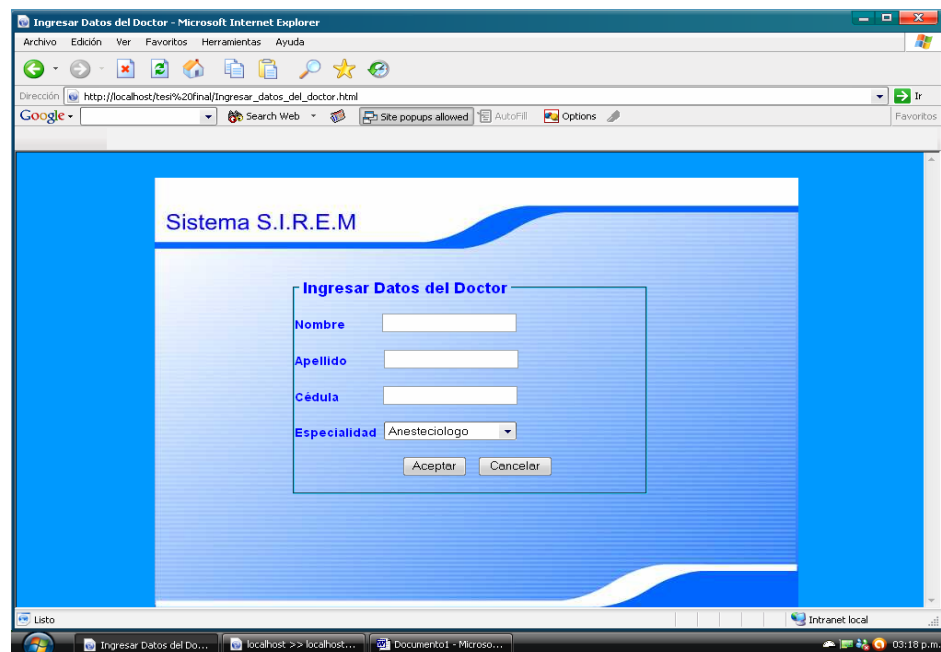 Ingresar Datos del Doctor - Microsoft Internet Explorer
Archivo Edición Ver Favoritos Herramientas Ayuda
Dirección http://localhost/tesi%20final/Ingresar_datos_del_doctor.html Ir
Google Search Web Site popups allowed AutoFill Options Favoritos
Sistema S.I.R.E.M
Ingresar Datos del Doctor
Nombre
Apellido
Cédula
Especialidad Anesteciologo
Aceptar Cancelar
Listo Intranet local
Ingresar Datos del Do... localhost >> localhost... Documento1 - Microso... 03:18 p.m.